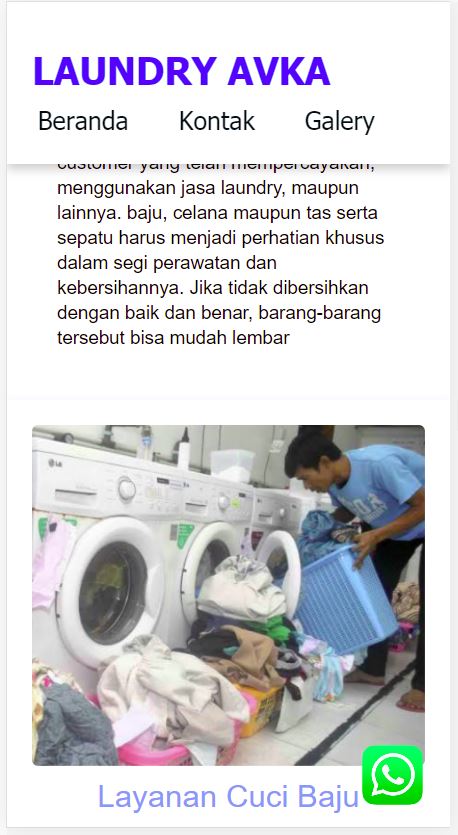 LAUNDRY AVKA
Beranda Kontak Galery
customer yang telah mempercayakan,
menggunakan jasa laundry, maupun
lainnya. baju, celana maupun tas serta
sepatu harus menjadi perhatian khusus
dalam segi perawatan dan
kebersihannya. Jika tidak dibersihkan
dengan baik dan benar, barang-barang
tersebut bisa mudah lembar
LG
Layanan Cuci Baju